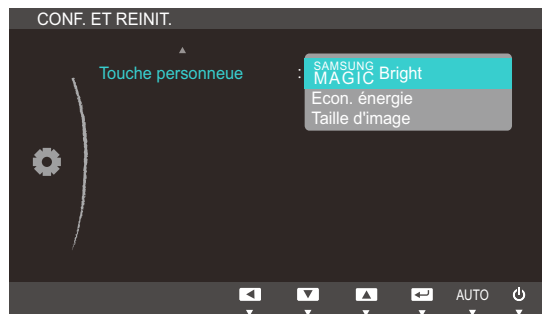 CONF. ET REINIT.
Touche personneue : SAMSUNG MAGIC Bright
Econ. énergie
Taille d'image
AUTO